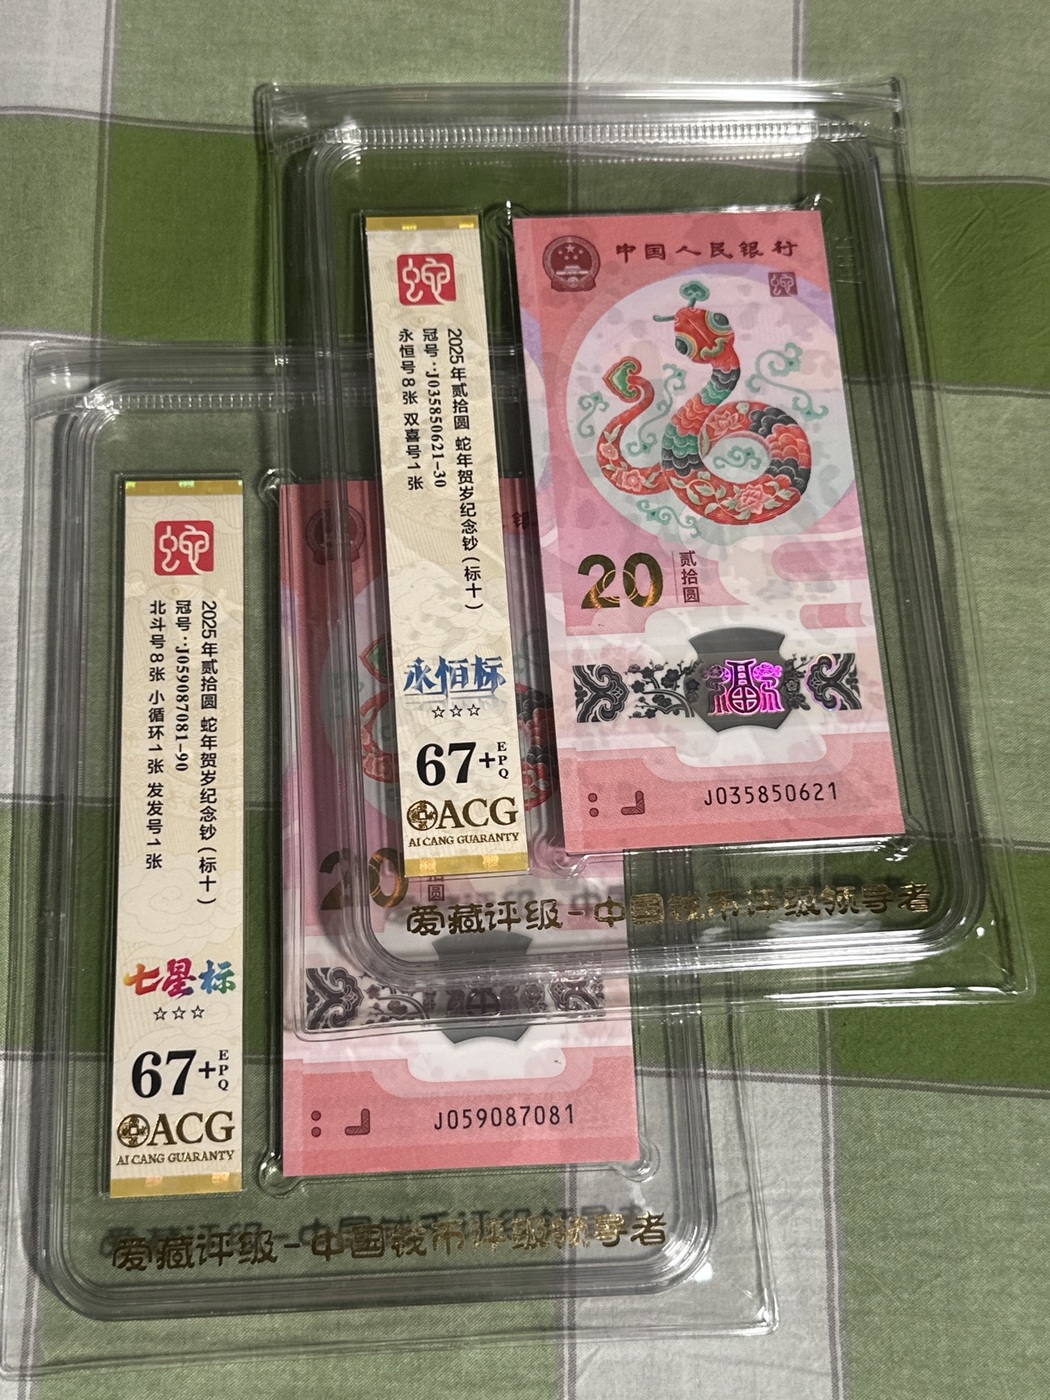 中国人民银行
蛇
20
贰拾圆
J035850621
蛇
2025年贰拾圆 蛇年贺岁纪念钞(标十)
冠号:J035850621-30
永恒号8张 双喜号1张
永恒标
☆☆☆
67+
EPQ
ACG
AI CANG GUARANTY
爱藏评级-中国钱币评级领导者
蛇
2025年贰拾圆 蛇年贺岁纪念钞(标十)
冠号:J059087081-90
北斗号8张 小循环1张 发发号1张
七星标
☆☆☆
67+
EPQ
ACG
AI CANG GUARANTY
银
20
拾圆
J059087081
爱藏评级-中国钱币评级领导者